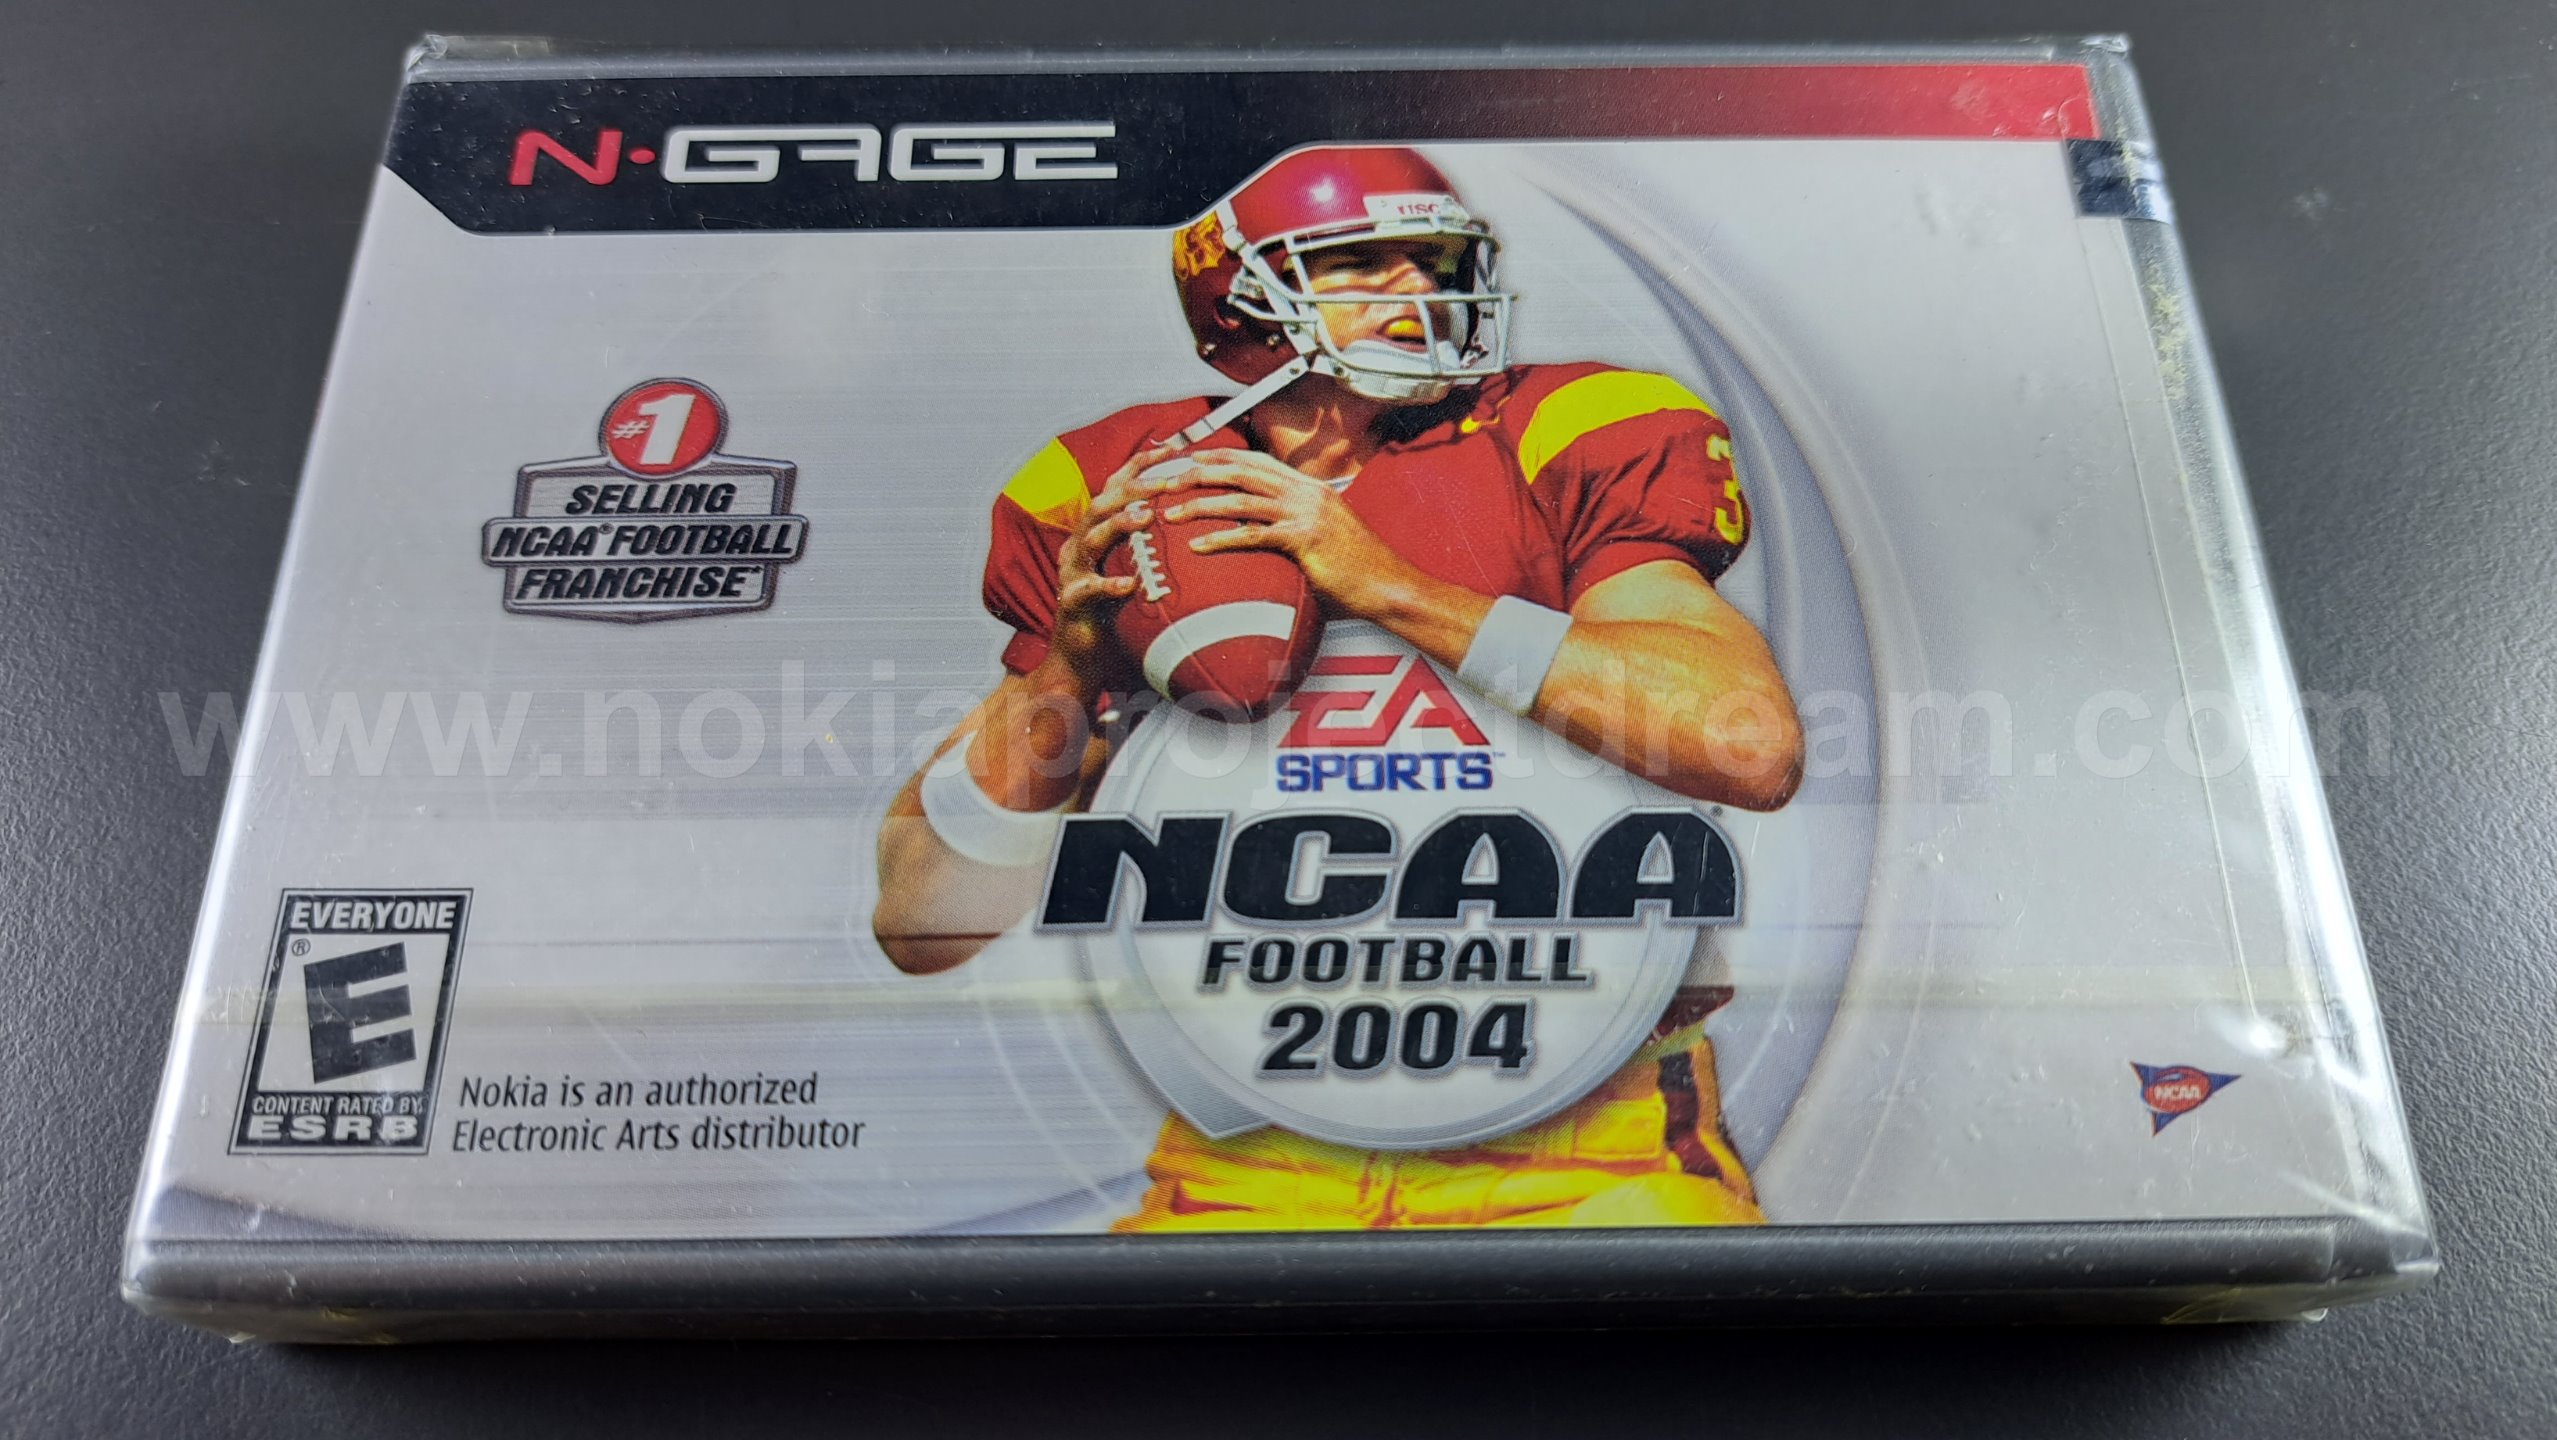 N·GAGE
USC
#1
SELLING
NCAA® FOOTBALL
FRANCHISE*
3
www.nokiaprojectdream.com
EA
SPORTS™
NCAA®
FOOTBALL
2004
EVERYONE
E®
CONTENT RATED BY
ESRB
Nokia is an authorized
Electronic Arts distributor
NCAA